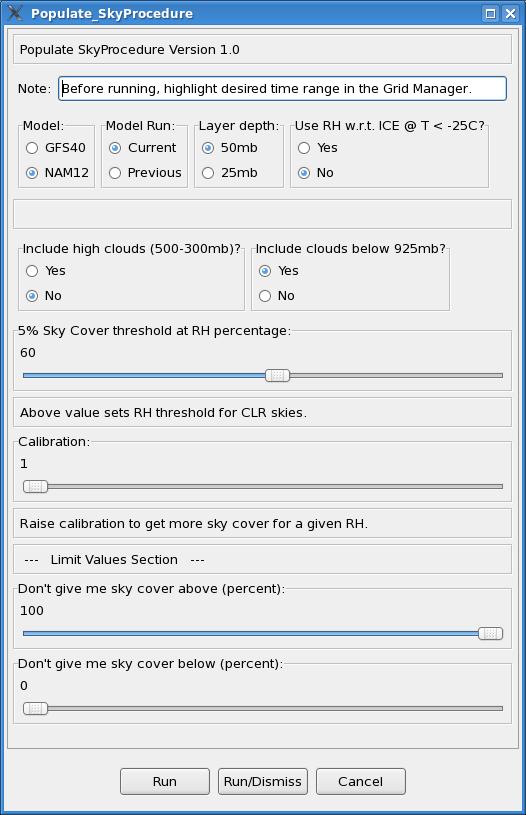 Populate_SkyProcedure
Populate SkyProcedure Version 1.0
Note: Before running, highlight desired time range in the Grid Manager.
Model: Model Run: Layer depth: Use RH w.r.t. ICE @ T < -25C?
GFS40 Current 50mb Yes
NAM12 Previous 25mb No
Include high clouds (500-300mb)? Include clouds below 925mb?
Yes Yes
No No
5% Sky Cover threshold at RH percentage:
60
Above value sets RH threshold for CLR skies.
Calibration:
1
Raise calibration to get more sky cover for a given RH.
--- Limit Values Section ---
Don't give me sky cover above (percent):
100
Don't give me sky cover below (percent):
0
Run Run/Dismiss Cancel